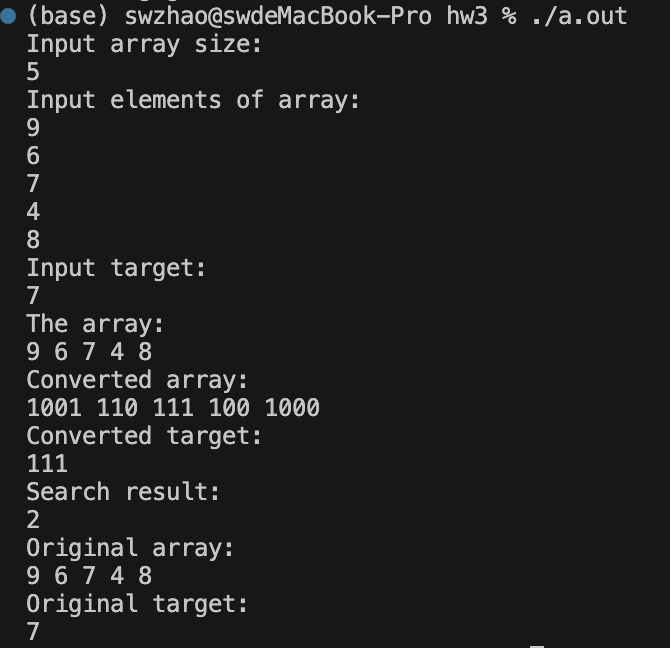 (base) swzhao@swdeMacBook-Pro hw3 % ./a.out
Input array size:
5
Input elements of array:
9
6
7
4
8
Input target:
7
The array:
9 6 7 4 8
Converted array:
1001 110 111 100 1000
Converted target:
111
Search result:
2
Original array:
9 6 7 4 8
Original target:
7